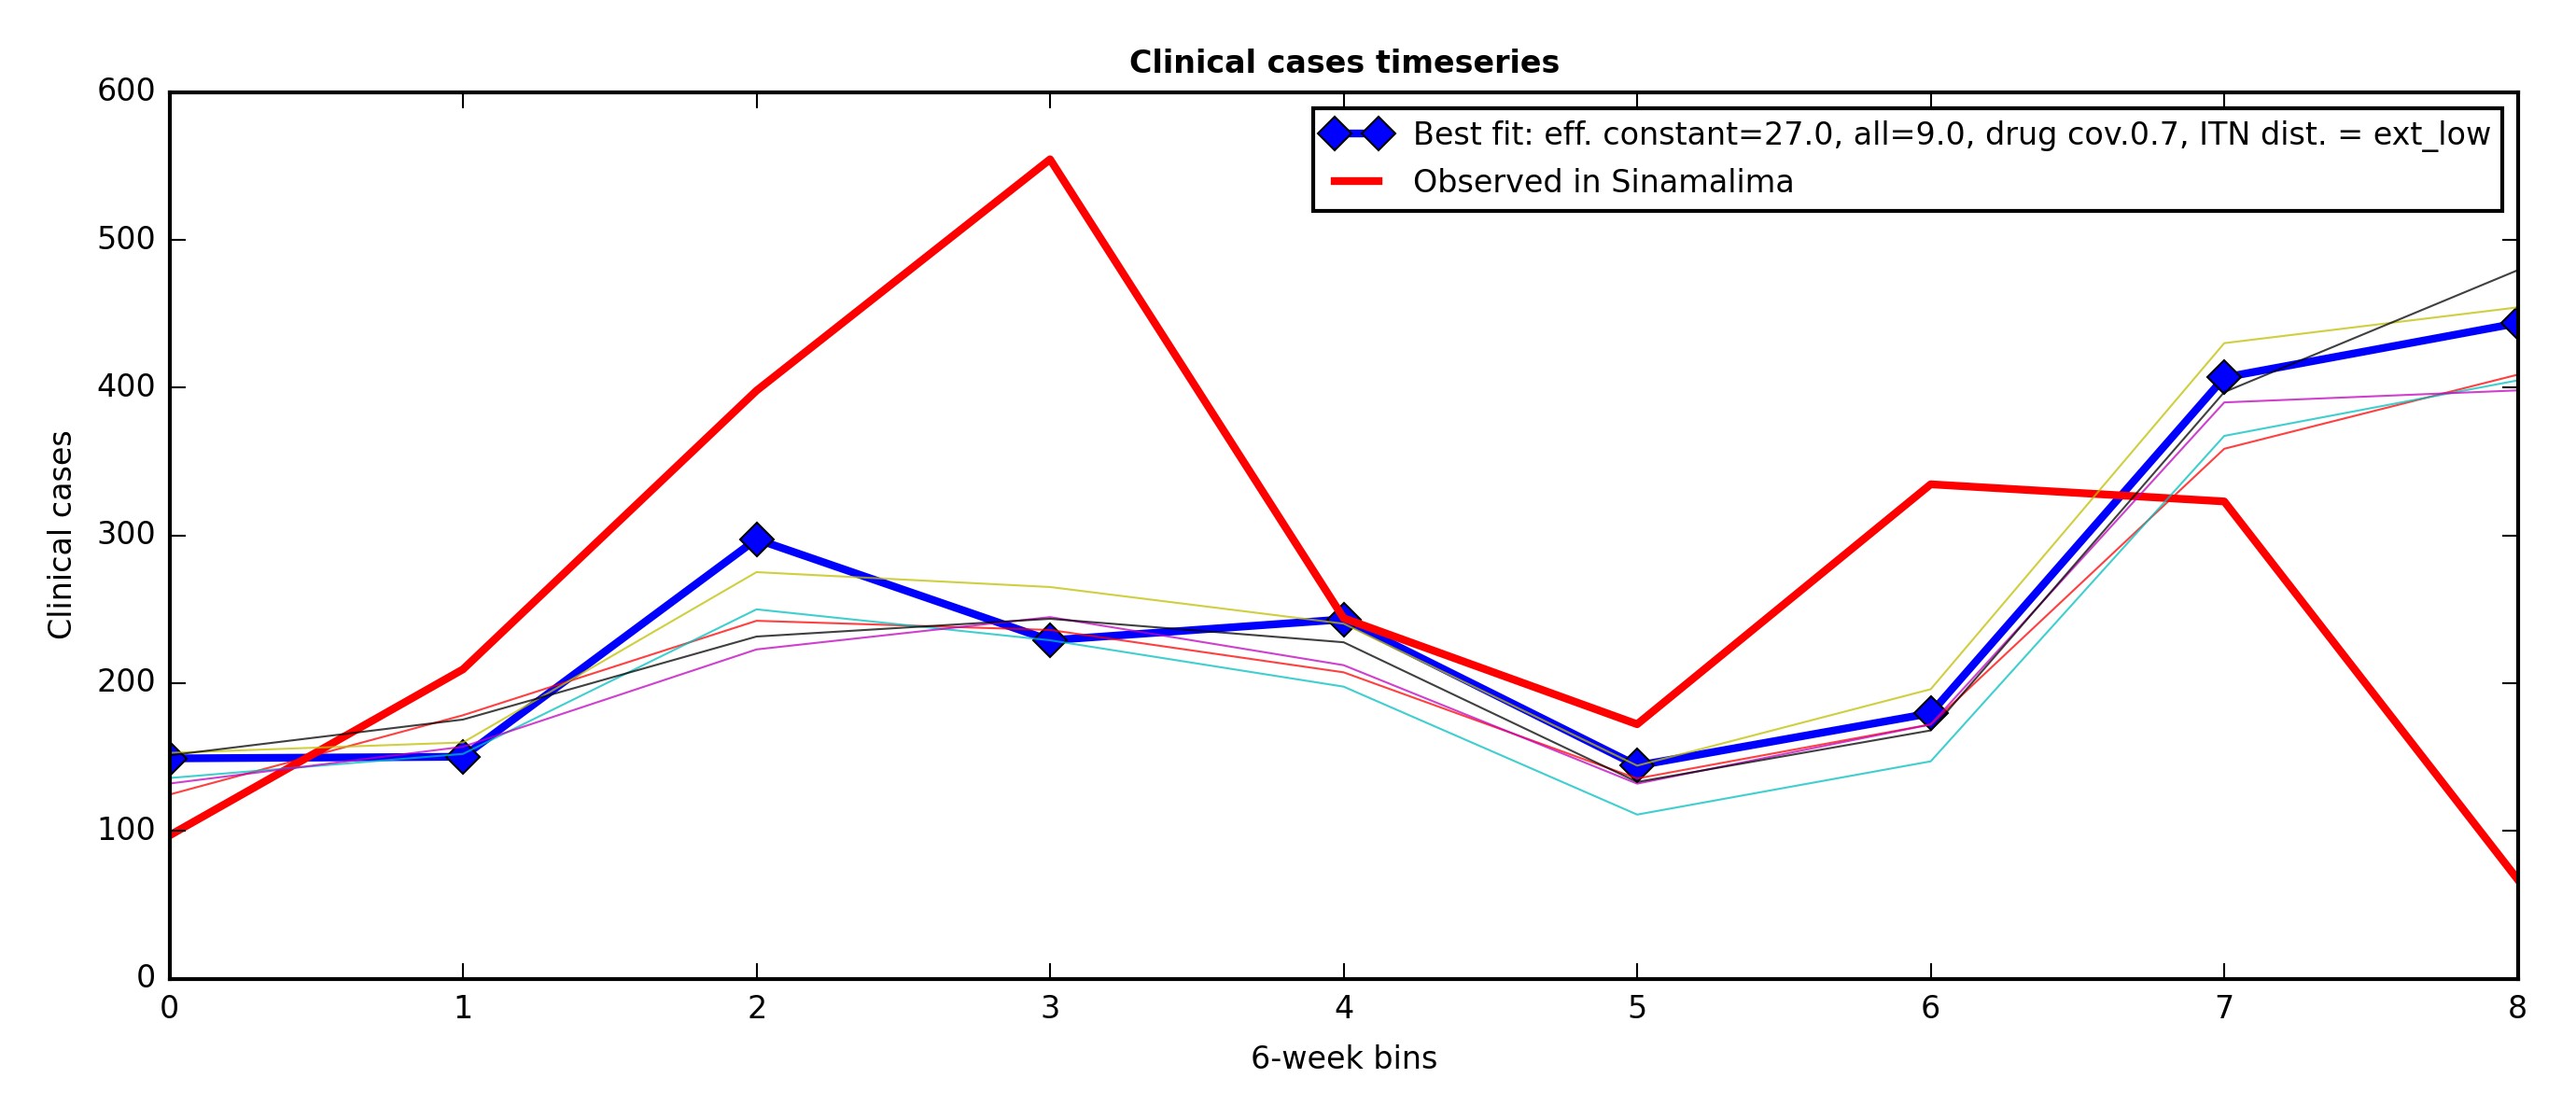 Clinical cases timeseries
600
500
400
300
200
100
0
Clinical cases
Best fit: eff. constant=27.0, all=9.0, drug cov.0.7, ITN dist. = ext_low
Observed in Sinamalima
0 1 2 3 4 5 6 7 8
6-week bins